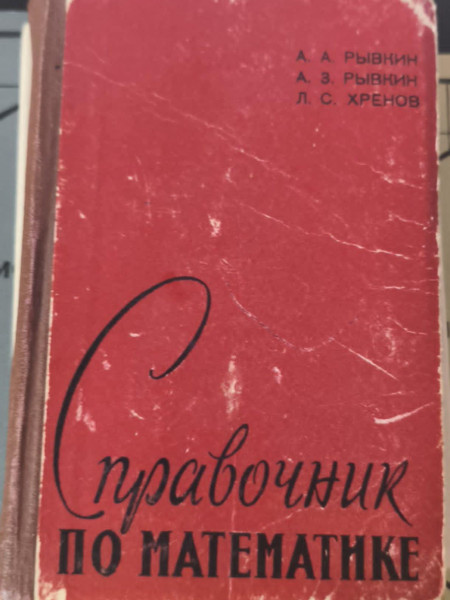 А. А. РЫВКИН
А. З. РЫВКИН
Л. С. ХРЕНОВ
Справочник
ПО МАТЕМАТИКЕ